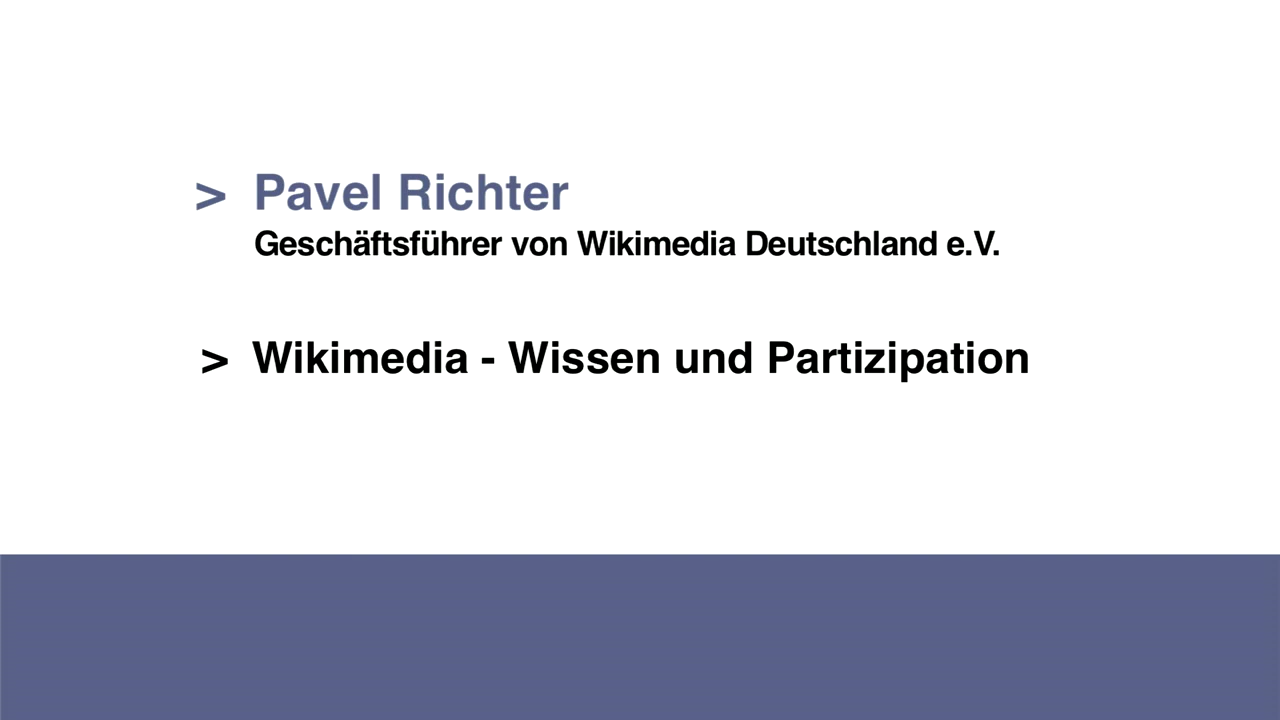 > Pavel Richter
Geschäftsführer von Wikimedia Deutschland e.V.
> Wikimedia - Wissen und Partizipation